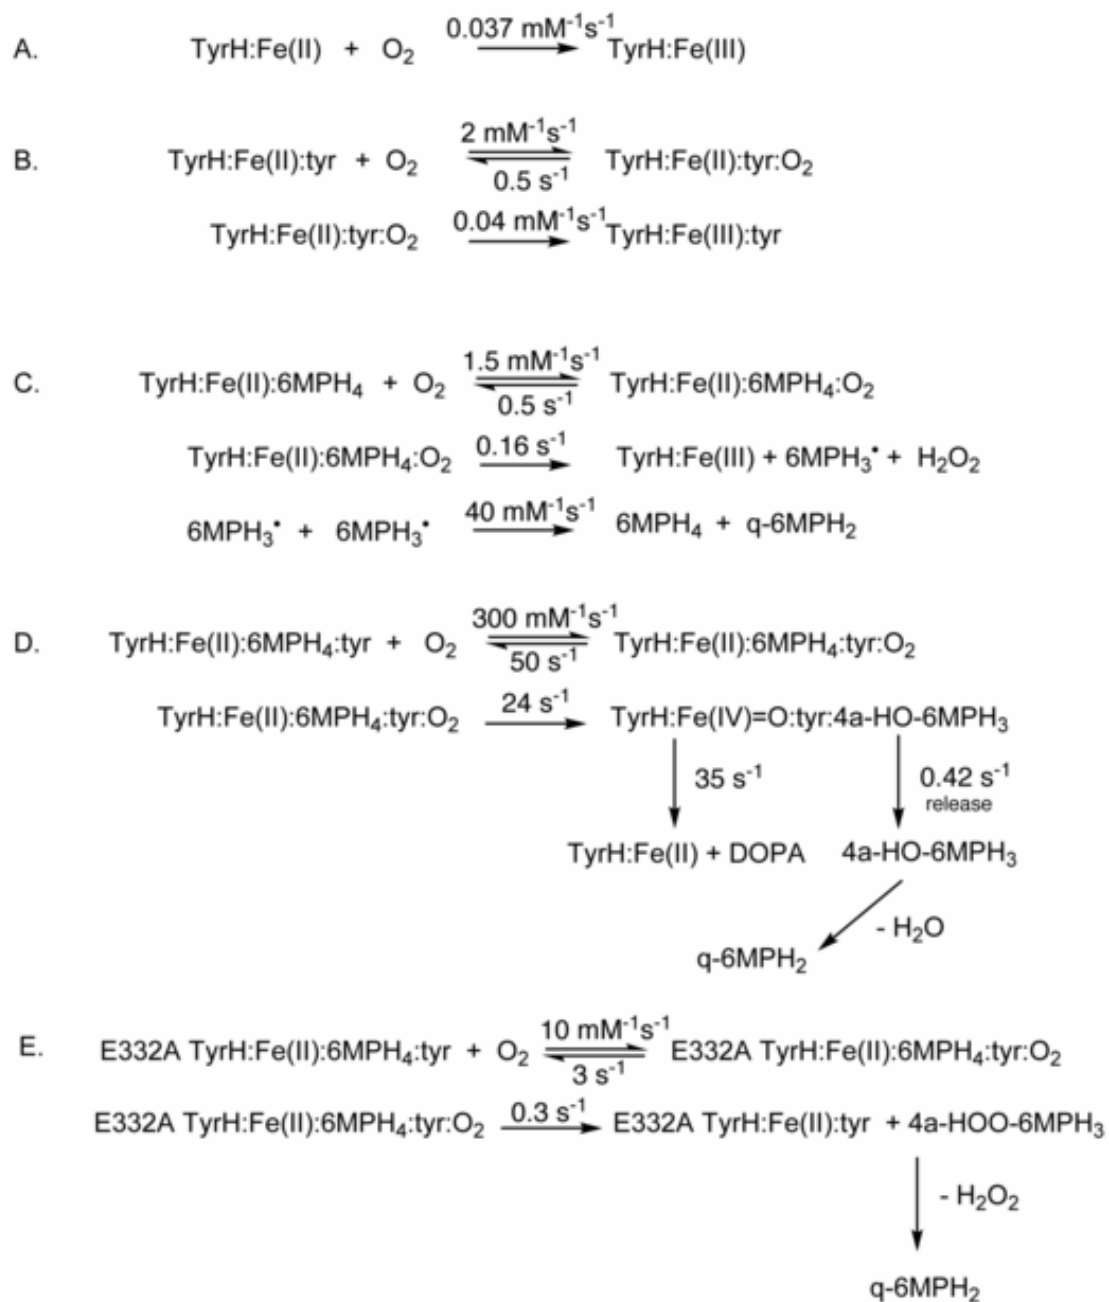 A. TyrH:Fe(II) + O₂ 0.037 mM⁻¹s⁻¹ TyrH:Fe(III)
B. TyrH:Fe(II):tyr + O₂ 2 mM⁻¹s⁻¹ 0.5 s⁻¹ TyrH:Fe(II):tyr:O₂
TyrH:Fe(II):tyr:O₂ 0.04 mM⁻¹s⁻¹ TyrH:Fe(III):tyr
C. TyrH:Fe(II):6MPH₄ + O₂ 1.5 mM⁻¹s⁻¹ 0.5 s⁻¹ TyrH:Fe(II):6MPH₄:O₂
TyrH:Fe(II):6MPH₄:O₂ 0.16 s⁻¹ TyrH:Fe(III) + 6MPH₃• + H₂O₂
6MPH₃• + 6MPH₃• 40 mM⁻¹s⁻¹ 6MPH₄ + q-6MPH₂
D. TyrH:Fe(II):6MPH₄:tyr + O₂ 300 mM⁻¹s⁻¹ 50 s⁻¹ TyrH:Fe(II):6MPH₄:tyr:O₂
TyrH:Fe(II):6MPH₄:tyr:O₂ 24 s⁻¹ TyrH:Fe(IV)=O:tyr:4a-HO-6MPH₃
35 s⁻¹ 0.42 s⁻¹
release
TyrH:Fe(II) + DOPA 4a-HO-6MPH₃
- H₂O
q-6MPH₂
E. E332A TyrH:Fe(II):6MPH₄:tyr + O₂ 10 mM⁻¹s⁻¹ 3 s⁻¹ E332A TyrH:Fe(II):6MPH₄:tyr:O₂
E332A TyrH:Fe(II):6MPH₄:tyr:O₂ 0.3 s⁻¹ E332A TyrH:Fe(II):tyr + 4a-HOO-6MPH₃
- H₂O₂
q-6MPH₂